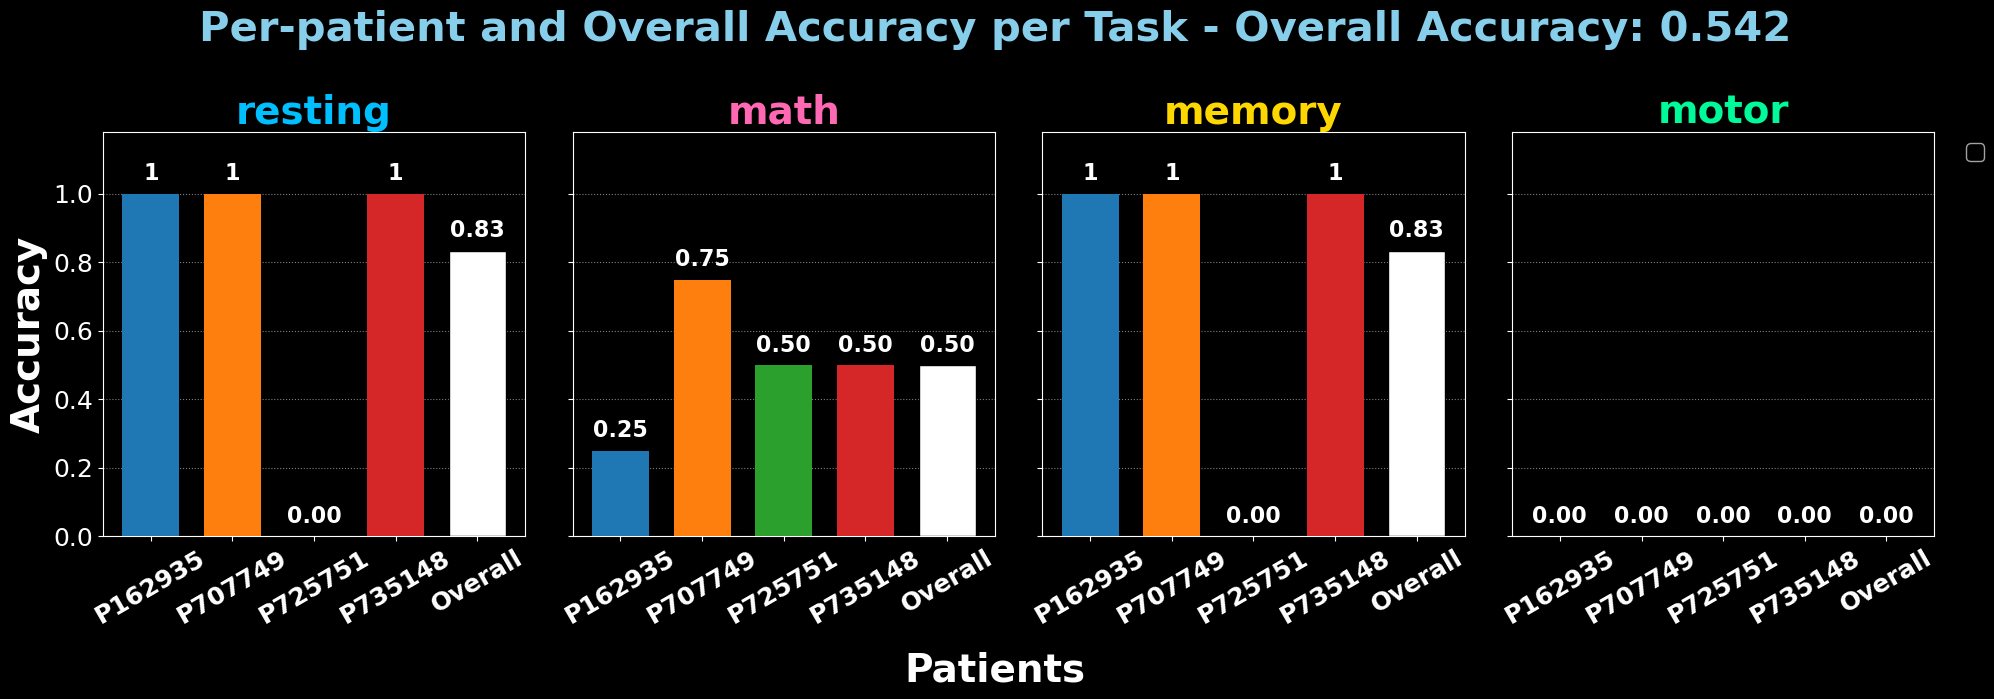 Per-patient and Overall Accuracy per Task - Overall Accuracy: 0.542
resting
math
memory
motor
Accuracy
1.0
0.8
0.6
0.4
0.2
0.0
1
1
0.00
1
0.83
0.25
0.75
0.50
0.50
0.50
1
1
0.00
1
0.83
0.00
0.00
0.00
0.00
0.00
P162935
P707749
P725751
P735148
Overall
P162935
P707749
P725751
P735148
Overall
P162935
P707749
P725751
P735148
Overall
P162935
P707749
P725751
P735148
Overall
Patients